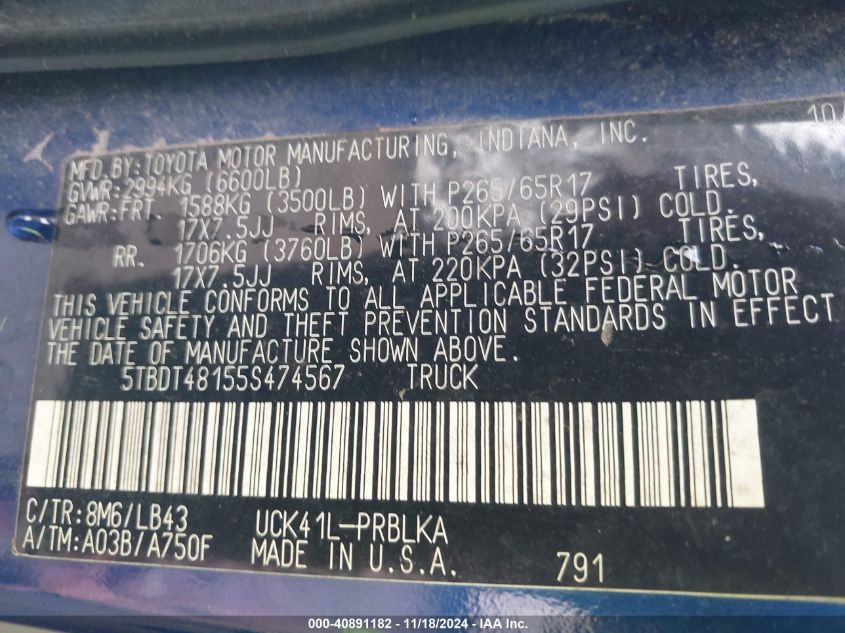 10/
MFD.BY:TOYOTA MOTOR MANUFACTURING, INDIANA, INC.
GVWR:2994KG (6600LB)
GAWR:FRT. 1588KG (3500LB) WITH P265/65R17 TIRES,
17X7.5JJ RIMS, AT 200KPA (29PSI) COLD.
RR. 1706KG (3760LB) WITH P265/65R17 TIRES,
17X7.5JJ RIMS, AT 220KPA (32PSI) COLD.
THIS VEHICLE CONFORMS TO ALL APPLICABLE FEDERAL MOTOR
VEHICLE SAFETY AND THEFT PREVENTION STANDARDS IN EFFECT
THE DATE OF MANUFACTURE SHOWN ABOVE.
5TBDT48155S474567 TRUCK
C/TR:8M6/LB43 UCK41L-PRBLKA
A/TM:A03B/A750F MADE IN U.S.A. 791
000-40891182 - 11/18/2024 - IAA Inc.